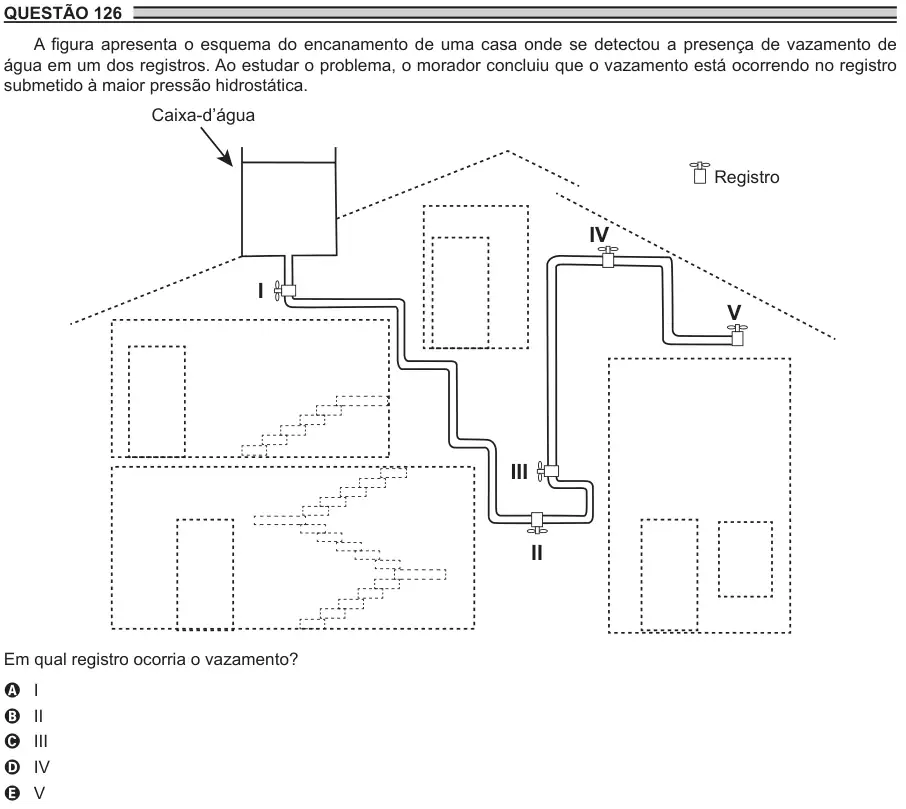 QUESTÃO 126
A figura apresenta o esquema do encanamento de uma casa onde se detectou a presença de vazamento de
água em um dos registros. Ao estudar o problema, o morador concluiu que o vazamento está ocorrendo no registro
submetido à maior pressão hidrostática.
Caixa-d'água
Registro
IV
I
V
III
II
Em qual registro ocorria o vazamento?
A I
B II
C III
D IV
E V